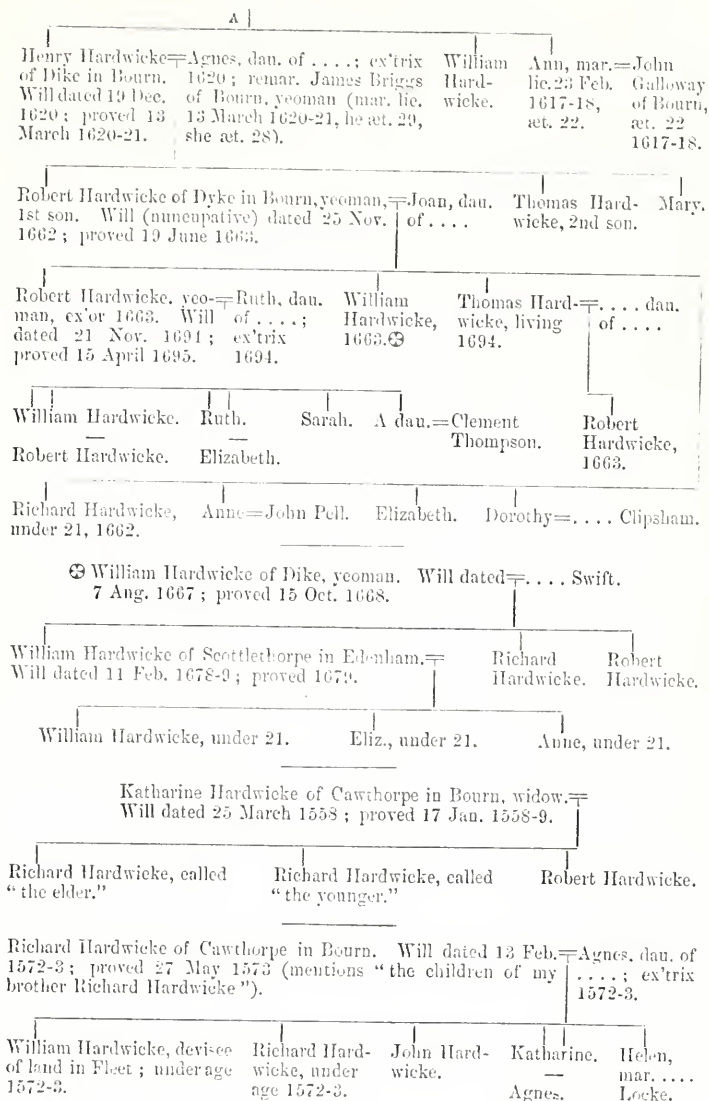 A
Henry Hardwicke=Agnes, dau. of . . . .; ex'trix William Ann, mar.=John
of Dike in Bourn. 1620; remar. James Briggs Hard- lic. 23 Feb. Galloway
Will dated 19 Dec. of Bourn, yeoman (mar. lic. wicke. 1617-18, of Bourn,
1620; proved 13 13 March 1620-21, he æt. 29, æt. 22. æt. 22
March 1620-21. she æt. 28). 1617-18.
Robert Hardwicke of Dyke in Bourn, yeoman,=Joan, dau. Thomas Hard- Mary.
1st son. Will (nuncupative) dated 25 Nov. of . . . . wicke, 2nd son.
1662; proved 19 June 1663.
Robert Hardwicke, yeo-=Ruth, dau. William Thomas Hard-=. . . . dau.
man, ex'or 1663. Will of . . . .; Hardwicke, wicke, living of . . . .
dated 21 Nov. 1694; ex'trix 1663.⊕ 1694.
proved 15 April 1695. 1694.
William Hardwicke. Ruth. Sarah. A dau.=Clement Robert
— — Thompson. Hardwicke,
Robert Hardwicke. Elizabeth. 1663.
Richard Hardwicke, Anne=John Pell. Elizabeth. Dorothy=. . . . Clipsham.
under 21, 1662.
⊕ William Hardwicke of Dike, yeoman. Will dated=. . . . Swift.
7 Aug. 1667; proved 15 Oct. 1668.
William Hardwicke of Scottlethorpe in Edenham.= Richard Robert
Will dated 11 Feb. 1678-9; proved 1679. Hardwicke. Hardwicke.
William Hardwicke, under 21. Eliz., under 21. Anne, under 21.
Katharine Hardwicke of Cawthorpe in Bourn, widow.=
Will dated 25 March 1558; proved 17 Jan. 1558-9.
Richard Hardwicke, called Richard Hardwicke, called Robert Hardwicke.
"the elder." "the younger."
Richard Hardwicke of Cawthorpe in Bourn. Will dated 13 Feb.=Agnes, dau. of
1572-3; proved 27 May 1573 (mentions "the children of my . . . .; ex'trix
brother Richard Hardwicke"). 1572-3.
William Hardwicke, devisee Richard Hard- John Hard- Katharine. Helen,
of land in Fleet; under age wicke, under wicke. — mar. . . . .
1572-3. age 1572-3. Agnes. Locke.